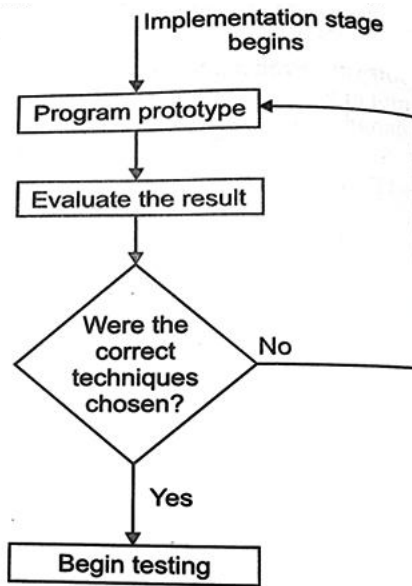 Implementation stage
begins
Program prototype
Evaluate the result
Were the
correct
techniques
chosen?
No
Yes
Begin testing